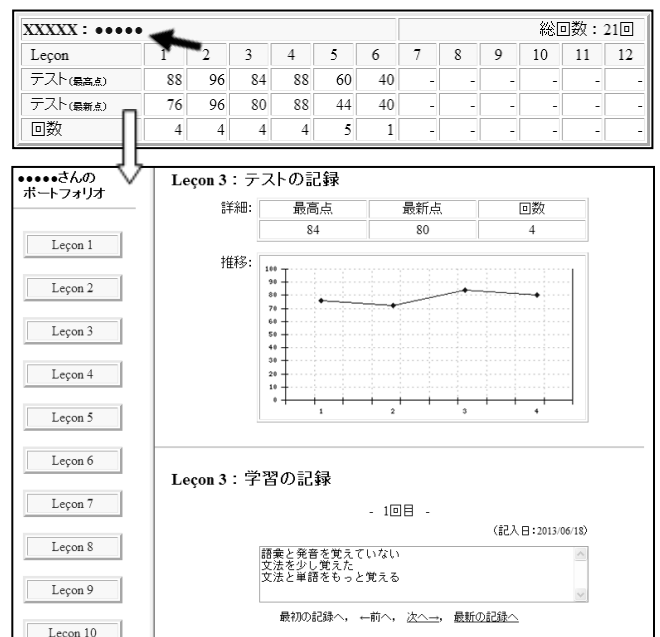 XXXXX：●●●●● 総回数：21回
Leçon 1 2 3 4 5 6 7 8 9 10 11 12
テスト(最高点) 88 96 84 88 60 40 - - - - - -
テスト(最新点) 76 96 80 88 44 40 - - - - - -
回数 4 4 4 4 5 1 - - - - - -
●●●●●さんの
ポートフォリオ
Leçon 1
Leçon 2
Leçon 3
Leçon 4
Leçon 5
Leçon 6
Leçon 7
Leçon 8
Leçon 9
Leçon 10
Leçon 3：テストの記録
詳細: 最高点 最新点 回数
84 80 4
推移:
100
90
80
70
60
50
40
30
20
10
0
1 2 3 4
Leçon 3：学習の記録
- 1回目 -
(記入日：2013/06/18)
語彙と発音を覚えていない
文法を少し覚えた
文法と単語をもっと覚える
最初の記録へ, ←前へ, 次へ→, 最新の記録へ